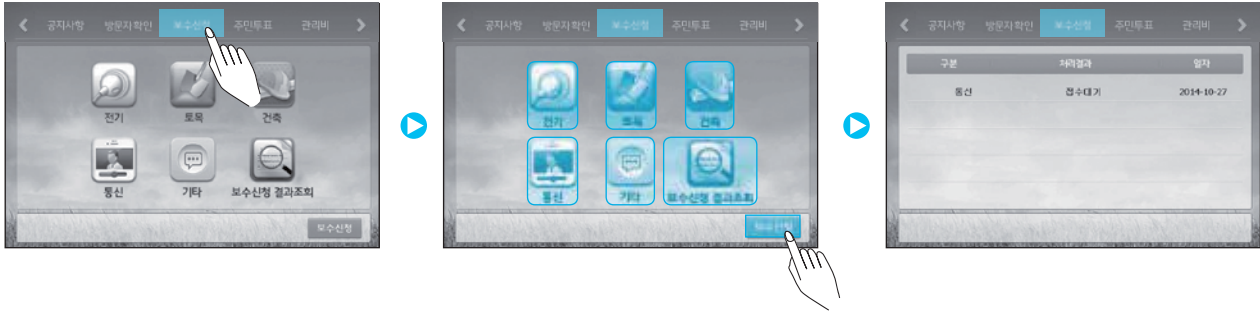 공지사항 방문자 확인 보수신청 주민투표 관리비
전기 토목 건축
통신 기타 보수신청 결과조회
보수신청
공지사항 방문자 확인 보수신청 주민투표 관리비
전기 토목 건축
통신 기타 보수신청 결과조회
보수신청
공지사항 방문자 확인 보수신청 주민투표 관리비
구분 처리결과 일자
통신 접수대기 2014-10-27